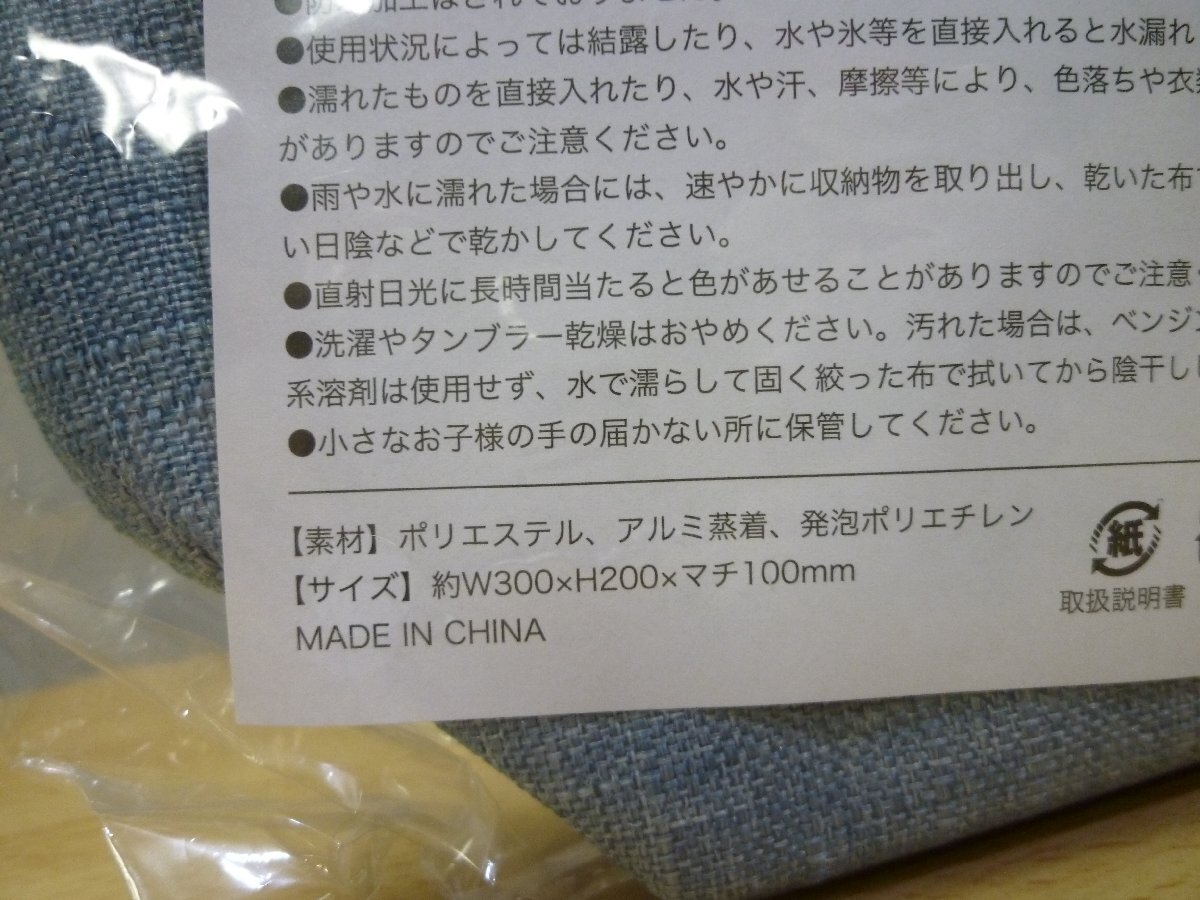 ●使用状況によっては結露したり、水や氷等を直接入れると水漏れ
●濡れたものを直接入れたり、水や汗、摩擦等により、色落ちや衣類
がありますのでご注意ください。
●雨や水に濡れた場合には、速やかに収納物を取り出し、乾いた布で
い日陰などで乾かしてください。
●直射日光に長時間当たると色があせることがありますのでご注意く
●洗濯やタンブラー乾燥はおやめください。汚れた場合は、ベンジ
系溶剤は使用せず、水で濡らして固く絞った布で拭いてから陰干しし
●小さなお子様の手の届かない所に保管してください。
【素材】ポリエステル、アルミ蒸着、発泡ポリエチレン
【サイズ】約W300×H200×マチ100mm
MADE IN CHINA
紙
取扱説明書